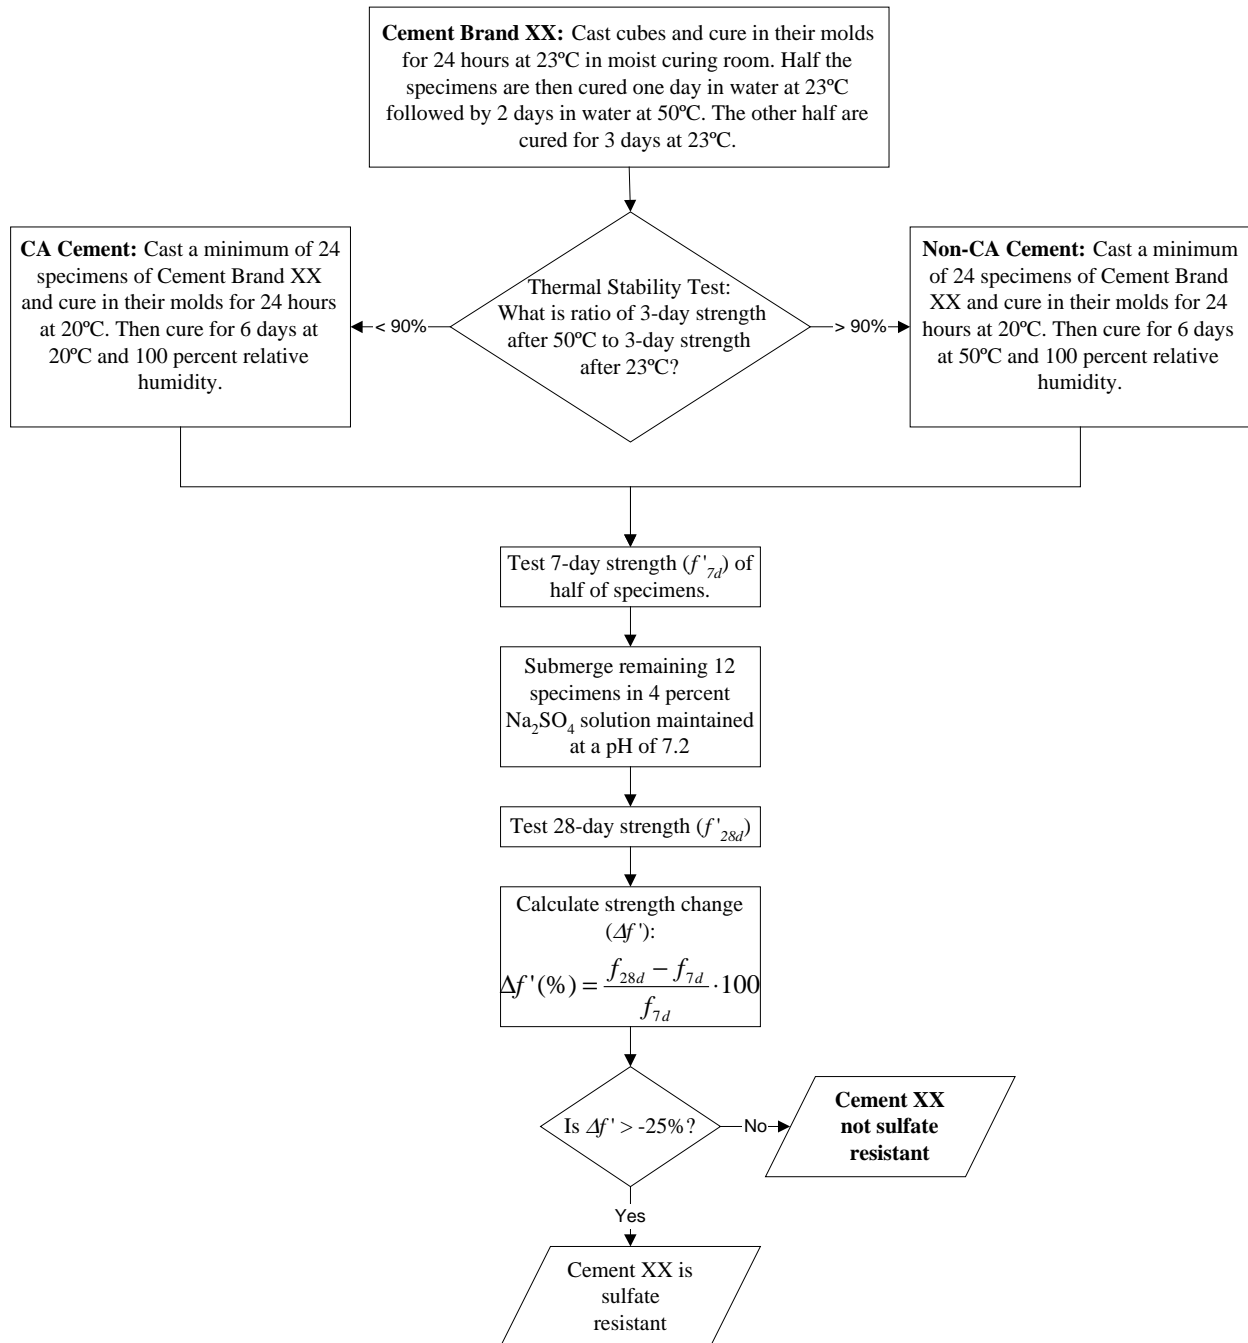 Cement Brand XX: Cast cubes and cure in their molds
for 24 hours at 23ºC in moist curing room. Half the
specimens are then cured one day in water at 23ºC
followed by 2 days in water at 50ºC. The other half are
cured for 3 days at 23ºC.
CA Cement: Cast a minimum of 24
specimens of Cement Brand XX
and cure in their molds for 24 hours
at 20ºC. Then cure for 6 days at
20ºC and 100 percent relative
humidity.
< 90%
Thermal Stability Test:
What is ratio of 3-day strength
after 50ºC to 3-day strength
after 23ºC?
> 90%
Non-CA Cement: Cast a minimum
of 24 specimens of Cement Brand
XX and cure in their molds for 24
hours at 20ºC. Then cure for 6 days
at 50ºC and 100 percent relative
humidity.
Test 7-day strength (f'7d) of
half of specimens.
Submerge remaining 12
specimens in 4 percent
Na2SO4 solution maintained
at a pH of 7.2
Test 28-day strength (f'28d)
Calculate strength change
(Δf'):
Δf'(%) = (f28d − f7d) / f7d · 100
Is Δf' > -25%?
No
Cement XX
not sulfate
resistant
Yes
Cement XX is
sulfate
resistant